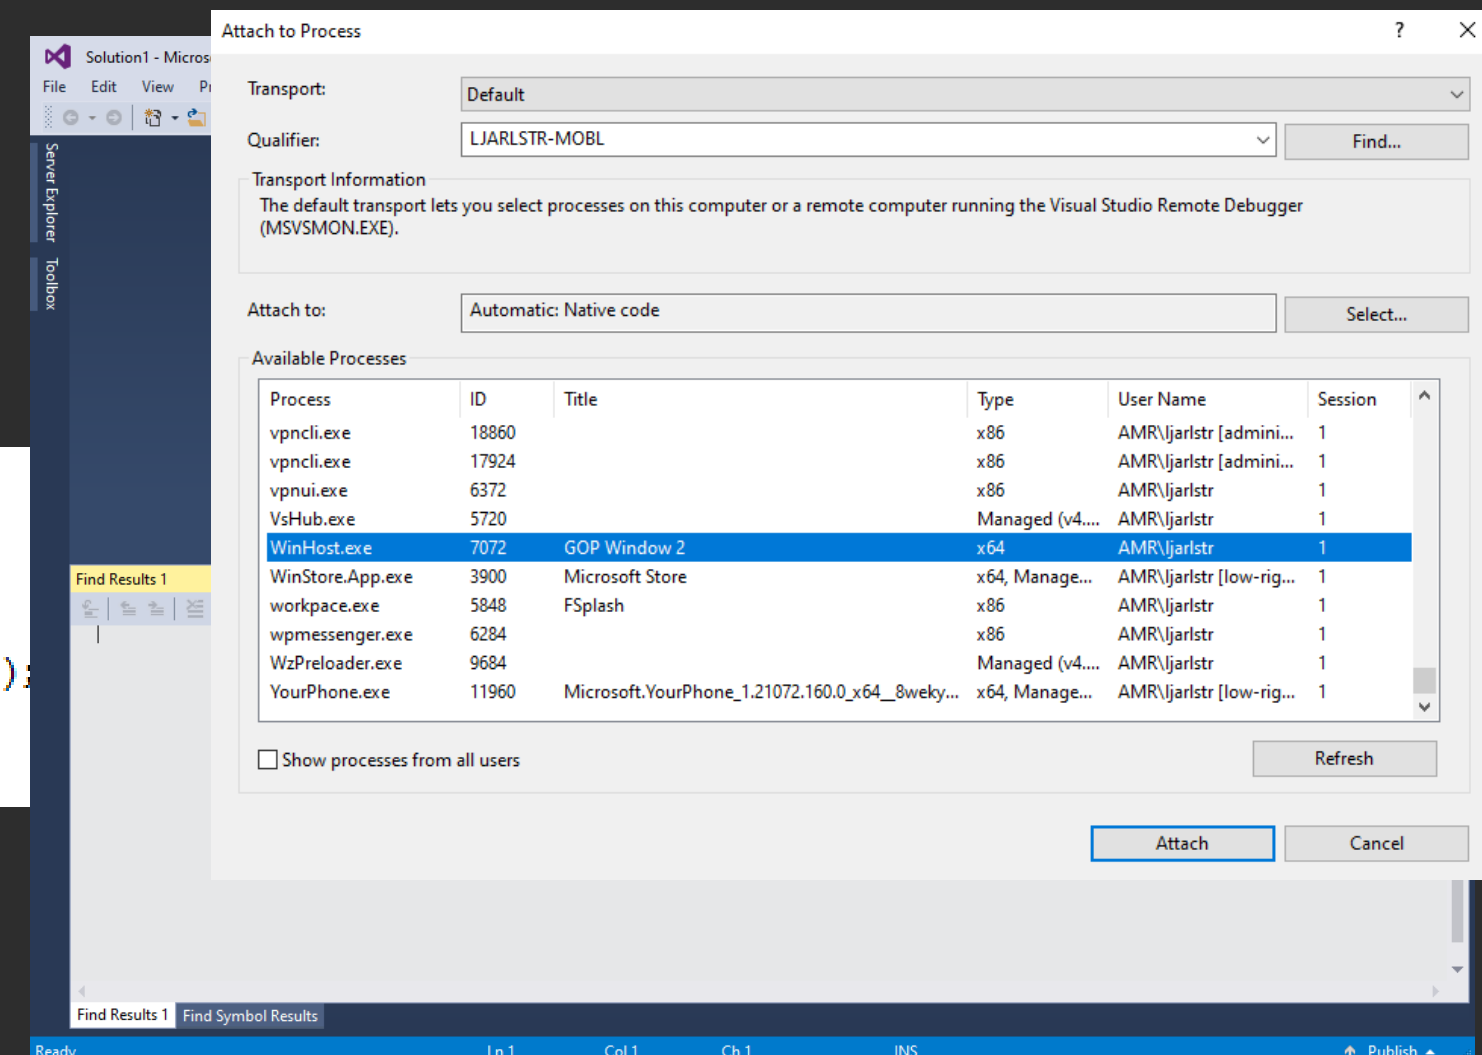 Attach to Process
?
Solution1 - Micros
File Edit View Pr
Transport:
Default
Qualifier:
LJARLSTR-MOBL
Find...
Transport Information
The default transport lets you select processes on this computer or a remote computer running the Visual Studio Remote Debugger
(MSVSMON.EXE).
Server Explorer
Toolbox
Attach to:
Automatic: Native code
Select...
Available Processes
Process ID Title Type User Name Session
vpncli.exe 18860 x86 AMR\ljarlstr [admini... 1
vpncli.exe 17924 x86 AMR\ljarlstr [admini... 1
vpnui.exe 6372 x86 AMR\ljarlstr 1
VsHub.exe 5720 Managed (v4.... AMR\ljarlstr 1
WinHost.exe 7072 GOP Window 2 x64 AMR\ljarlstr 1
WinStore.App.exe 3900 Microsoft Store x64, Manage... AMR\ljarlstr [low-rig... 1
workpace.exe 5848 FSplash x86 AMR\ljarlstr 1
wpmessenger.exe 6284 x86 AMR\ljarlstr 1
WzPreloader.exe 9684 Managed (v4.... AMR\ljarlstr 1
YourPhone.exe 11960 Microsoft.YourPhone_1.21072.160.0_x64__8weky... x64, Manage... AMR\ljarlstr [low-rig... 1
Find Results 1
);
Show processes from all users
Refresh
Attach
Cancel
Find Results 1 Find Symbol Results
Ready Ln 1 Col 1 Ch 1 INS Publish